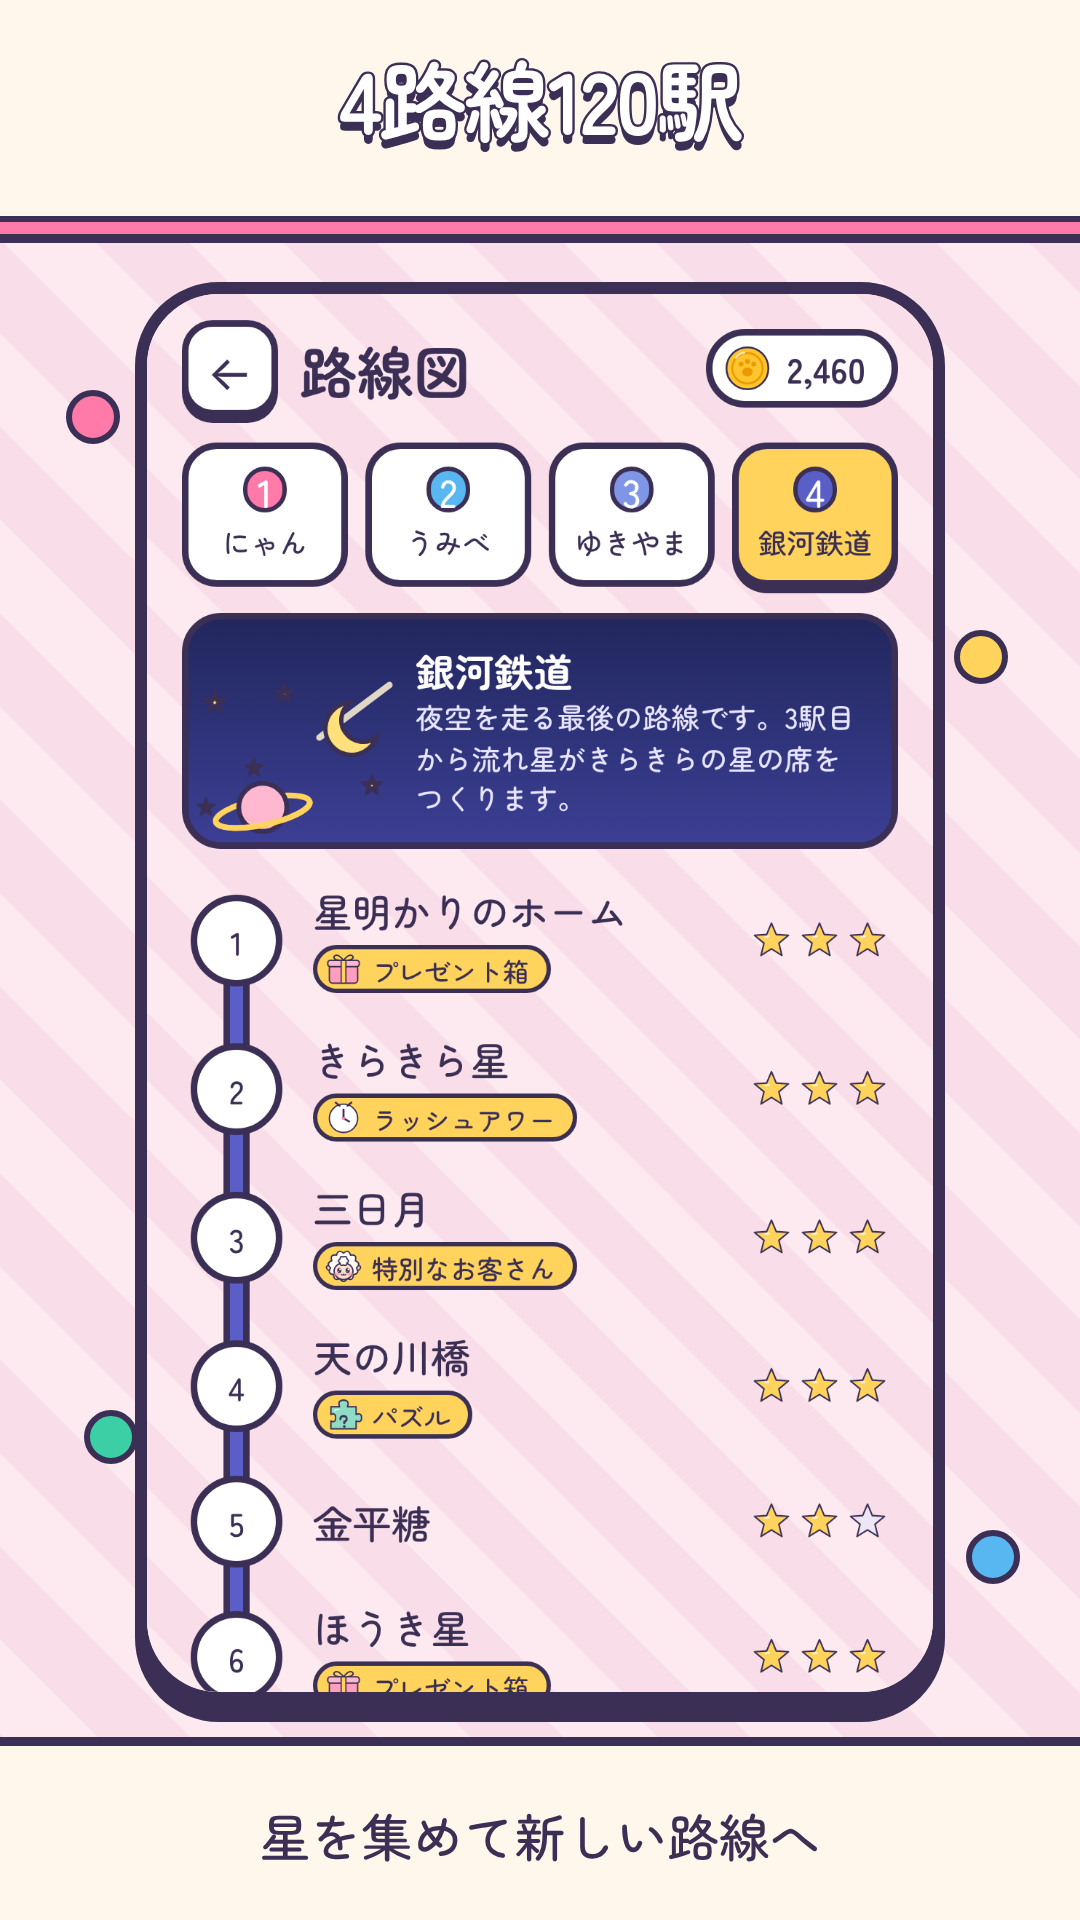 4路線120駅
路線図
2,460
1
にゃん
2
うみべ
3
ゆきやま
4
銀河鉄道
銀河鉄道
夜空を走る最後の路線です。3駅目
から流れ星がきらきらの星の席を
つくります。
1
星明かりのホーム
プレゼント箱
2
きらきら星
ラッシュアワー
3
三日月
特別なお客さん
4
天の川橋
?
パズル
5
金平糖
6
ほうき星
プレゼント箱
星を集めて新しい路線へ